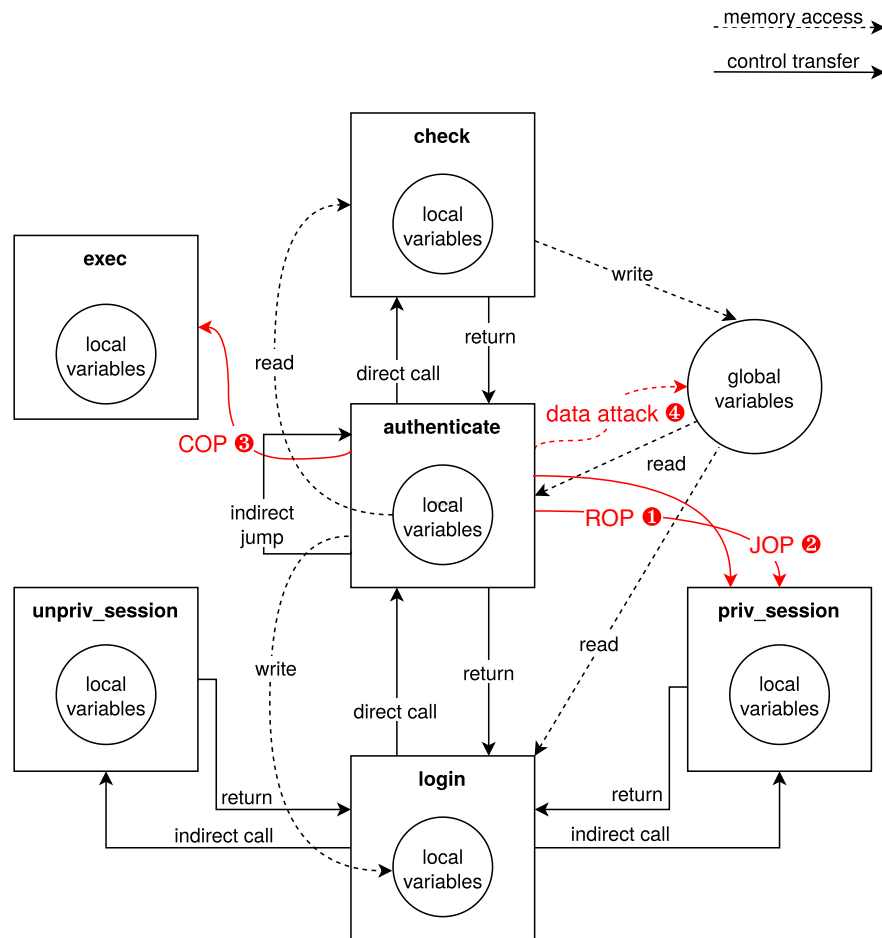 memory access
control transfer
check
local
variables
exec
local
variables
write
read
return
direct call
global
variables
data attack ❹
authenticate
COP ❸
read
local
variables
indirect
jump
ROP ❶
JOP ❷
unpriv_session
priv_session
local
variables
write
read
return
local
variables
direct call
login
return
return
indirect call
indirect call
local
variables